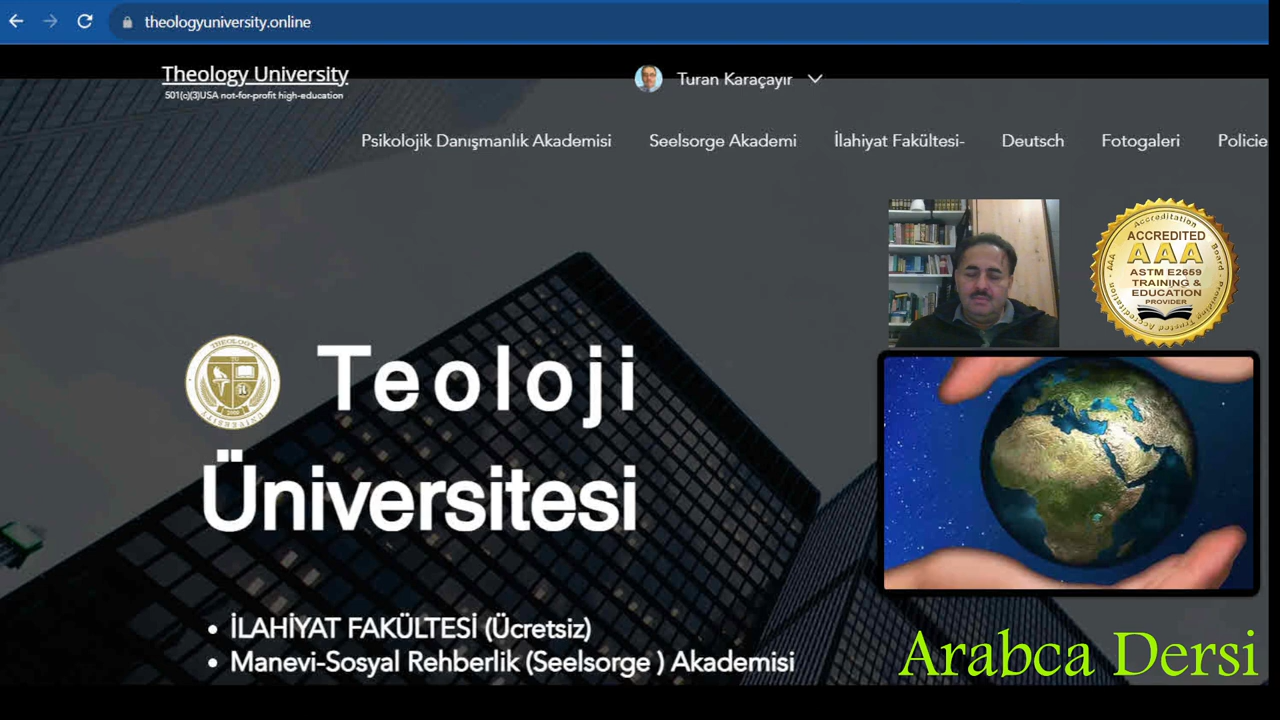 theologyuniversity.online
Theology University
501(c)(3)USA not-for-profit high-education
Turan Karaçayır
Psikolojik Danışmanlık Akademisi
Seelsorge Akademi
İlahiyat Fakültesi-
Deutsch
Fotogaleri
Policie
Accreditation
ACCREDITED
AAA
ASTM E2659
TRAINING &
EDUCATION
PROVIDER
THEOLOGY
Teoloji
Üniversitesi
• İLAHİYAT FAKÜLTESİ (Ücretsiz)
• Manevi-Sosyal Rehberlik (Seelsorge ) Akademisi
Arabca Dersi